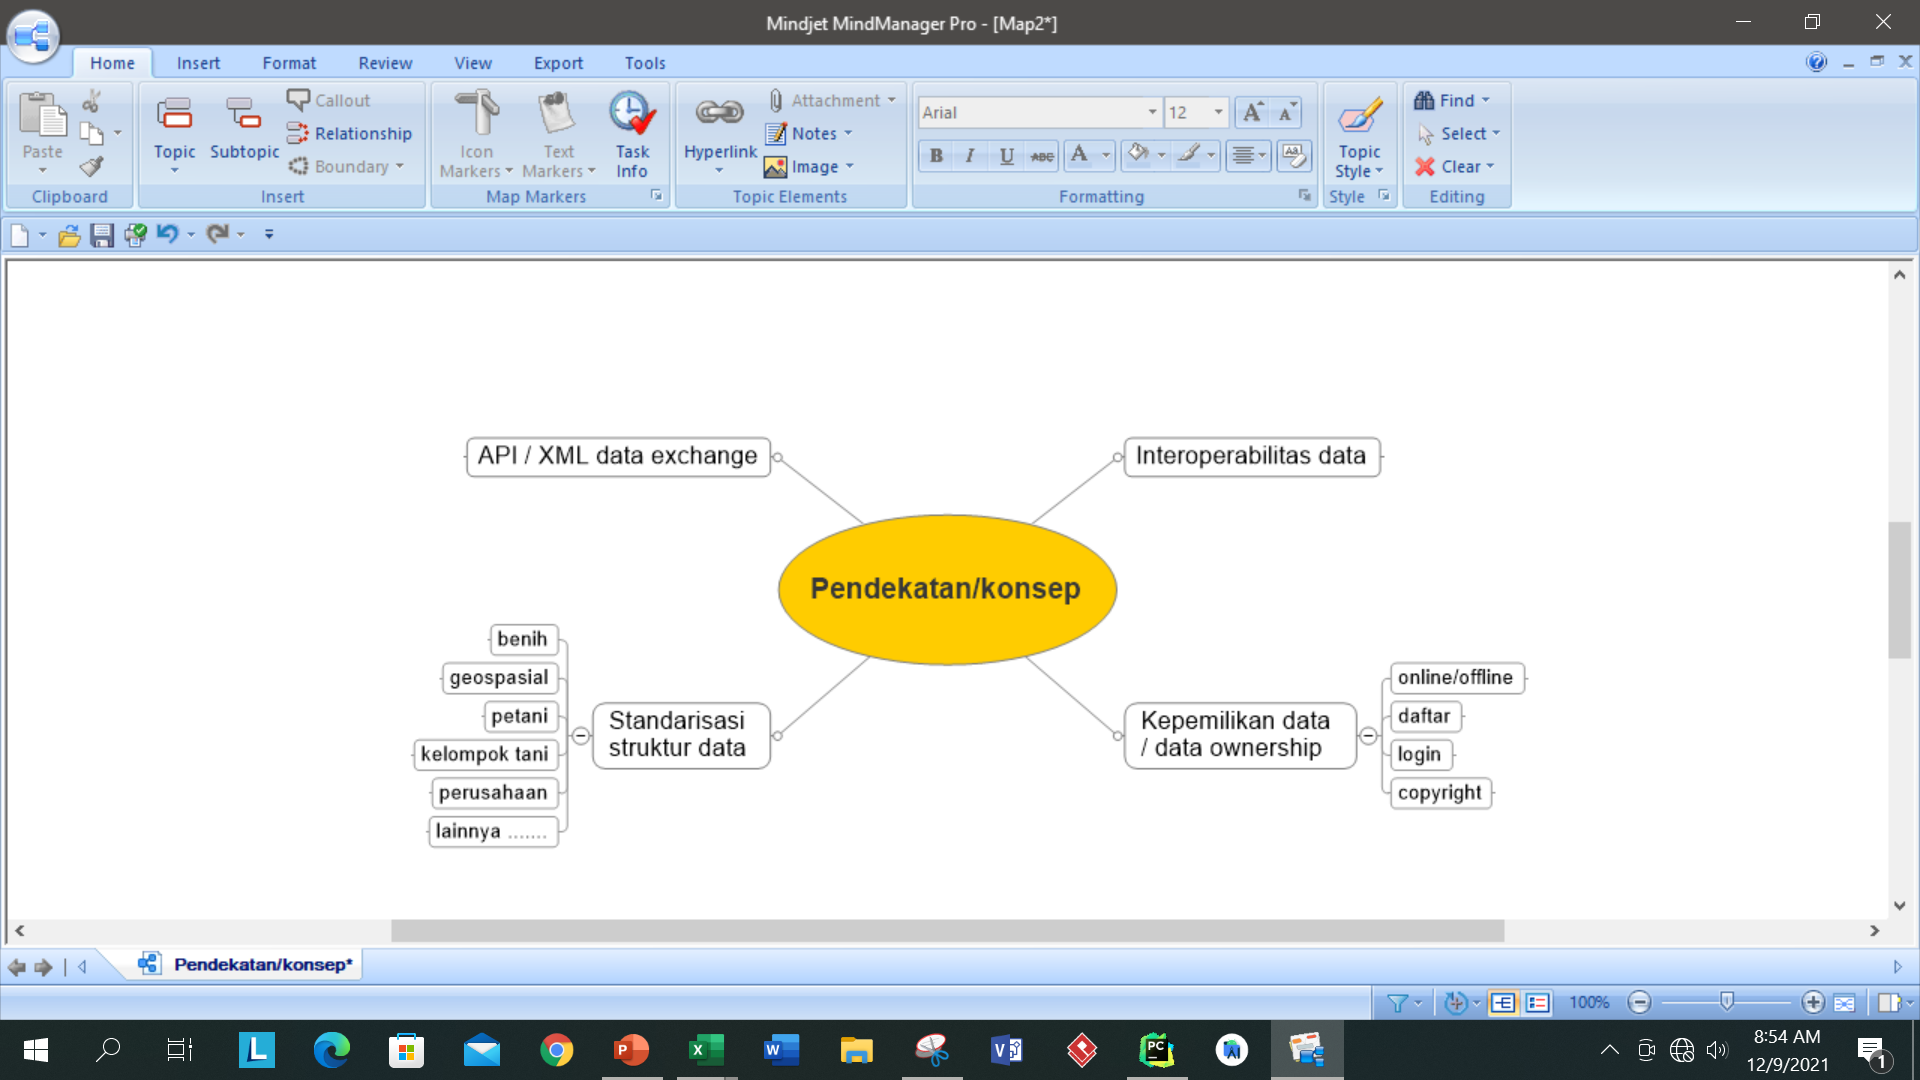 Mindjet MindManager Pro - [Map2*]
Home Insert Format Review View Export Tools
Paste
Clipboard
Topic Subtopic
Callout
Relationship
Boundary
Insert
Icon Markers
Text Markers
Task Info
Map Markers
Hyperlink
Attachment
Notes
Image
Topic Elements
Arial 12 A A
B I U ABC A
Formatting
Topic Style
Style
Find
Select
Clear
Editing
API / XML data exchange
Interoperabilitas data
Pendekatan/konsep
benih
geospasial
petani
kelompok tani
perusahaan
lainnya .......
Standarisasi
struktur data
Kepemilikan data
/ data ownership
online/offline
daftar
login
copyright
Pendekatan/konsep*
100%
8:54 AM
12/9/2021
1